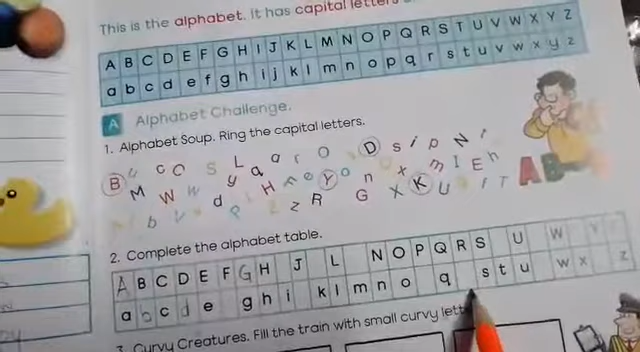 This is the alphabet. It has capital letters
A B C D E F G H I J K L M N O P Q R S T U V W X Y Z
a b c d e f g h i j k l m n o p q r s t u v w x y z
A Alphabet Challenge.
1. Alphabet Soup. Ring the capital letters.
B u c o S L a r O D s i p N r
M W w y a H n e Y o n x m I E h
b v d p z R G X K U i T
A B
2. Complete the alphabet table.
A B C D E F G H J L N O P Q R S U W Y
a b c d e g h i k l m n o q s t u w x z
3. Curvy Creatures. Fill the train with small curvy lett